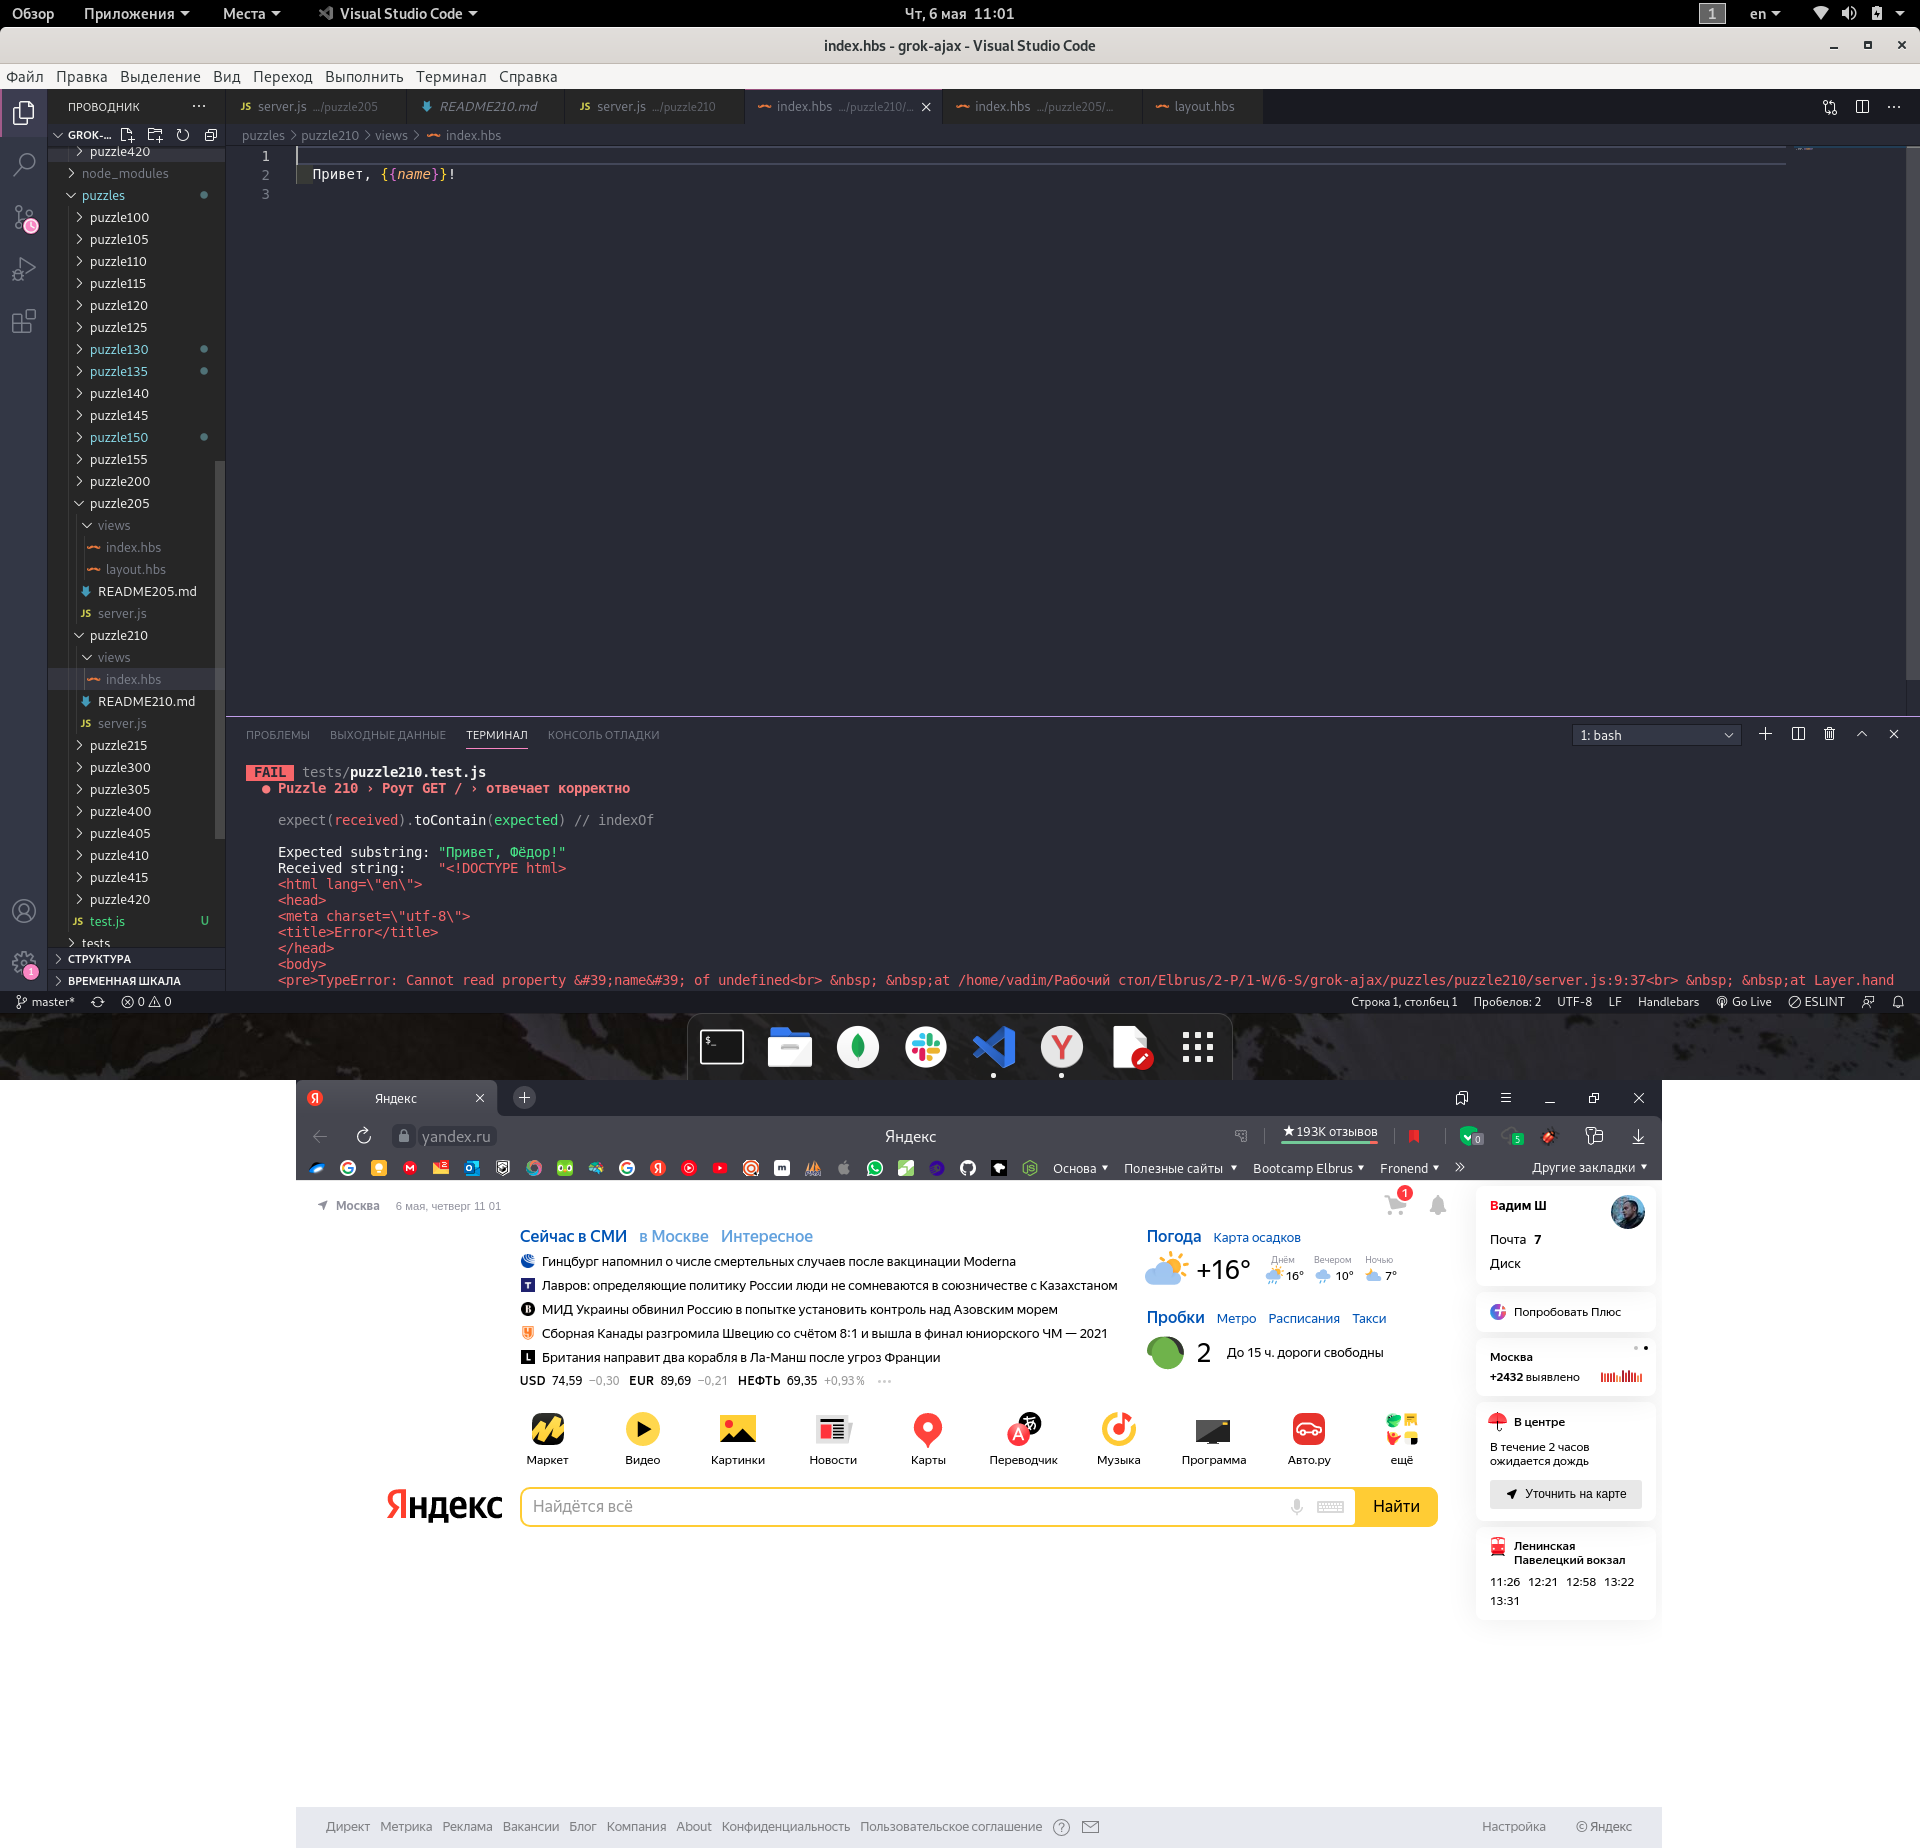 Обзор Приложения Места Visual Studio Code Чт, 6 мая 11:01 1 en
index.hbs - grok-ajax - Visual Studio Code
Файл Правка Выделение Вид Переход Выполнить Терминал Справка
ПРОВОДНИК
server.js .../puzzle205 README210.md server.js .../puzzle210 index.hbs .../puzzle210/... index.hbs .../puzzle205/... layout.hbs
GROK-...
puzzles > puzzle210 > views > index.hbs
puzzle420
node_modules
puzzles
puzzle100
puzzle105
puzzle110
puzzle115
puzzle120
puzzle125
puzzle130
puzzle135
puzzle140
puzzle145
puzzle150
puzzle155
puzzle200
puzzle205
views
index.hbs
layout.hbs
README205.md
JS server.js
puzzle210
views
index.hbs
README210.md
JS server.js
puzzle215
puzzle300
puzzle305
puzzle400
puzzle405
puzzle410
puzzle415
puzzle420
JS test.js U
tests
СТРУКТУРА
ВРЕМЕННАЯ ШКАЛА
1
1
2 Привет, {{name}}!
3
ПРОБЛЕМЫ ВЫХОДНЫЕ ДАННЫЕ ТЕРМИНАЛ КОНСОЛЬ ОТЛАДКИ 1: bash
FAIL tests/puzzle210.test.js
● Puzzle 210 › Роут GET / › отвечает корректно
expect(received).toContain(expected) // indexOf
Expected substring: "Привет, Фёдор!"
Received string: "<!DOCTYPE html>
<html lang=\"en\">
<head>
<meta charset=\"utf-8\">
<title>Error</title>
</head>
<body>
<pre>TypeError: Cannot read property &#39;name&#39; of undefined<br> &nbsp; &nbsp;at /home/vadim/Рабочий стол/Elbrus/2-P/1-W/6-S/grok-ajax/puzzles/puzzle210/server.js:9:37<br> &nbsp; &nbsp;at Layer.hand
master* 0 0 Строка 1, столбец 1 Пробелов: 2 UTF-8 LF Handlebars Go Live ESLINT
$_
Яндекс
yandex.ru Яндекс ★193K отзывов 0 5
Основа Полезные сайты Bootcamp Elbrus Fronend Другие закладки
Москва 6 мая, четверг 11 01 1
Сейчас в СМИ в Москве Интересное
Гинцбург напомнил о числе смертельных случаев после вакцинации Moderna
Лавров: определяющие политику России люди не сомневаются в союзничестве с Казахстаном
МИД Украины обвинил Россию в попытке установить контроль над Азовским морем
Сборная Канады разгромила Швецию со счётом 8:1 и вышла в финал юниорского ЧМ — 2021
Британия направит два корабля в Ла-Манш после угроз Франции
USD 74,59 −0,30 EUR 89,69 −0,21 НЕФТЬ 69,35 +0,93%
Погода Карта осадков
+16° Днём 16° Вечером 10° Ночью 7°
Пробки Метро Расписания Такси
2 До 15 ч. дороги свободны
Маркет Видео Картинки Новости Карты Переводчик Музыка Программа Авто.ру ещё
Яндекс Найдётся всё Найти
Вадим Ш
Почта 7
Диск
Попробовать Плюс
Москва
+2432 выявлено
В центре
В течение 2 часов
ожидается дождь
Уточнить на карте
Ленинская
Павелецкий вокзал
11:26 12:21 12:58 13:22
13:31
Директ Метрика Реклама Вакансии Блог Компания About Конфиденциальность Пользовательское соглашение Настройка © Яндекс